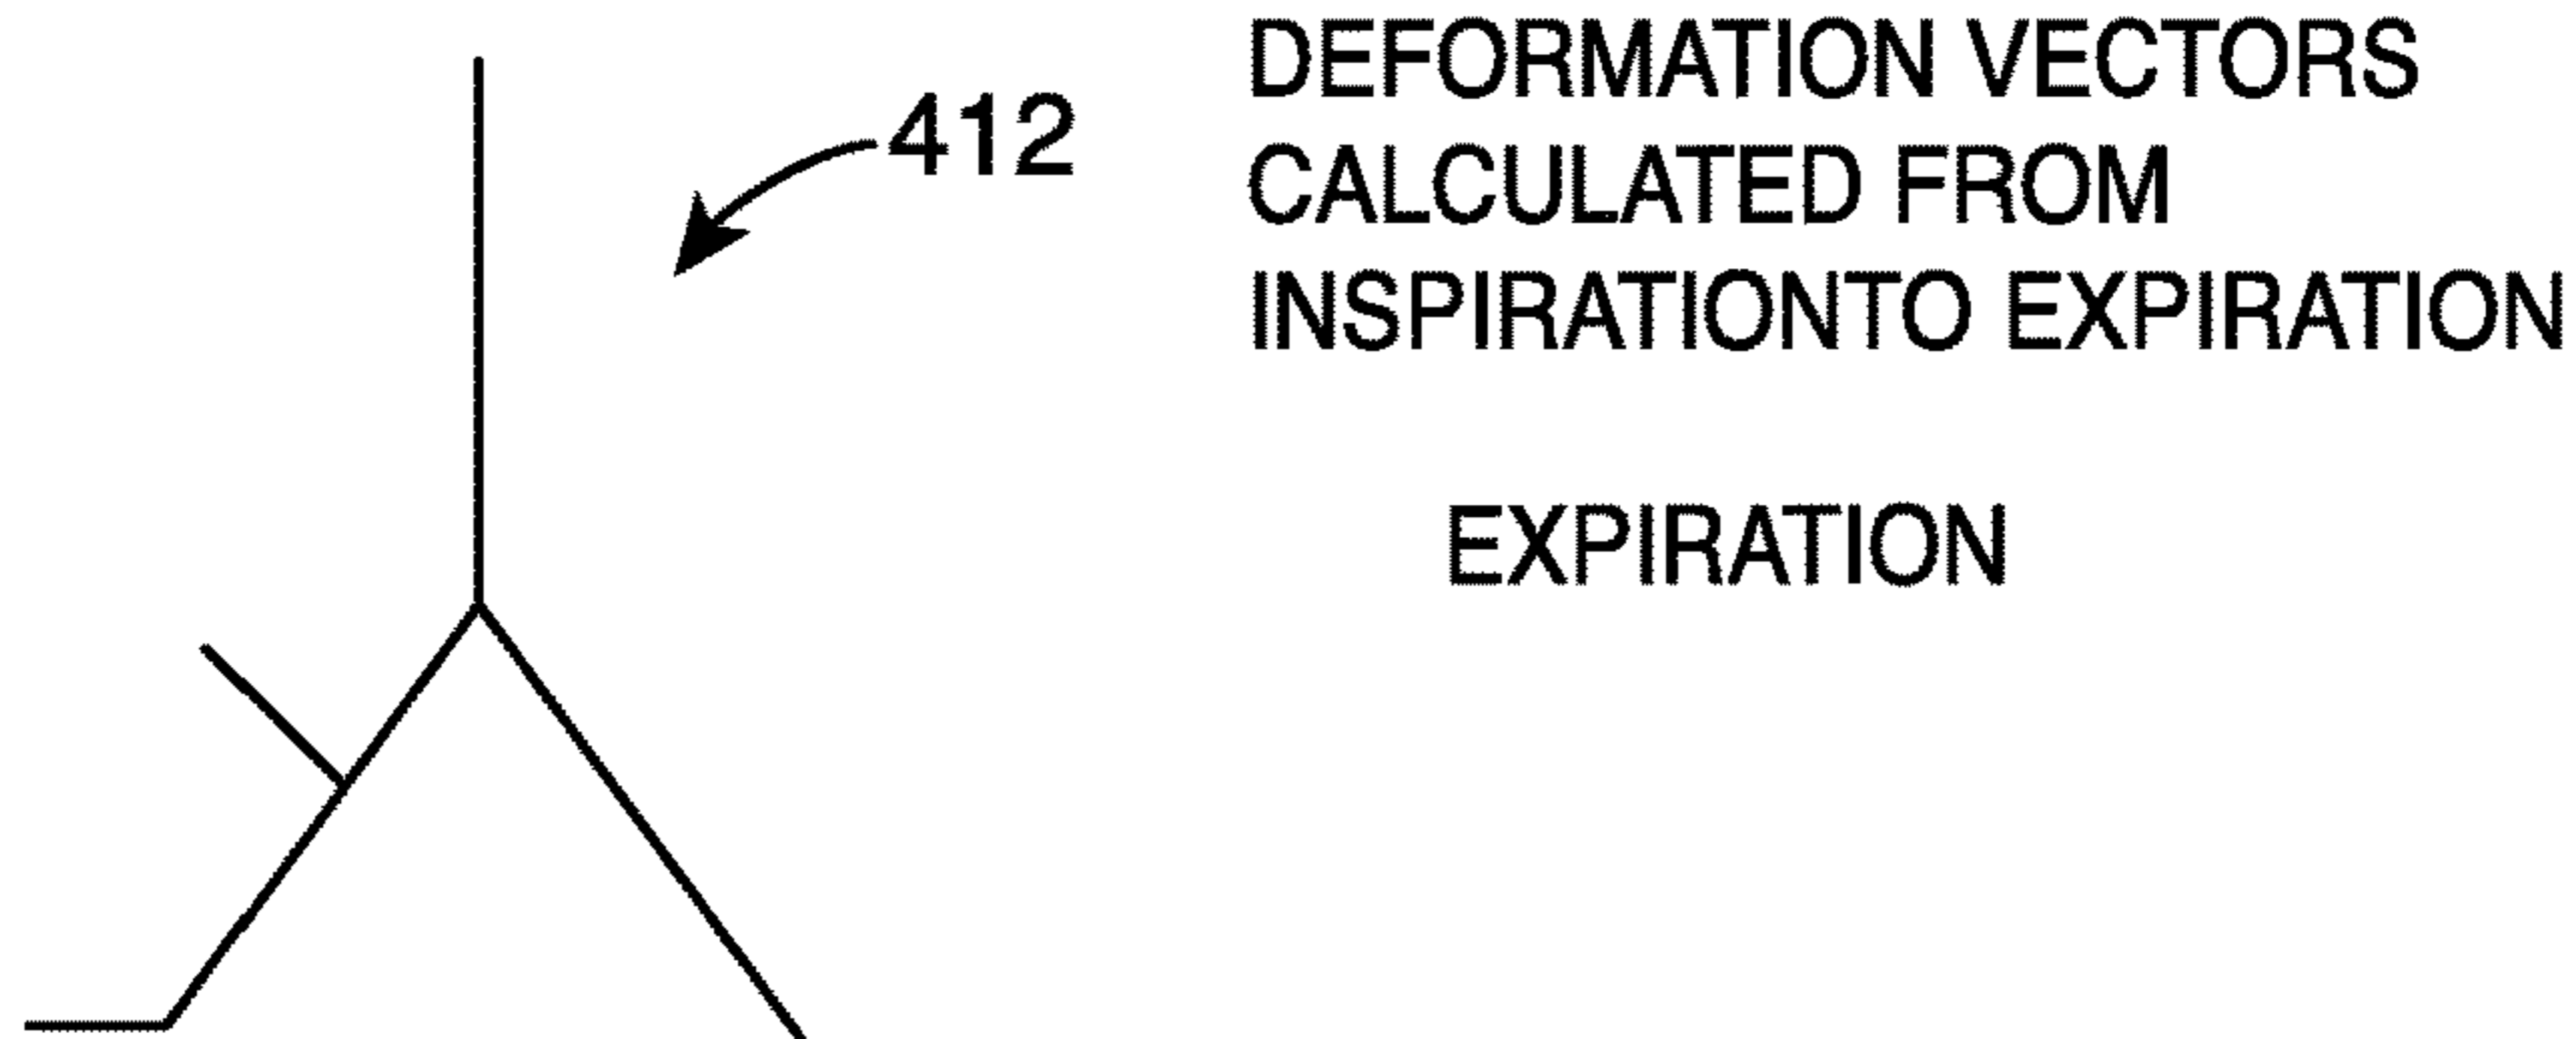 412
DEFORMATION VECTORS
CALCULATED FROM
INSPIRATIONTO EXPIRATION
EXPIRATION